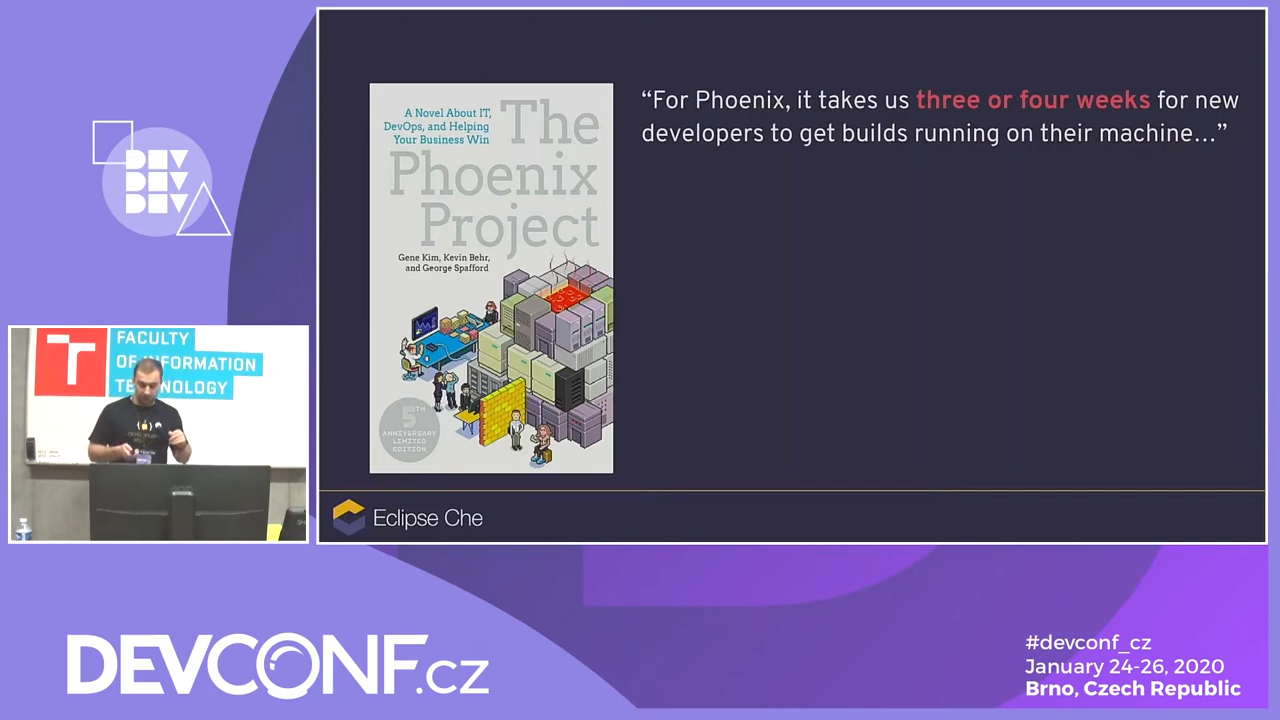 DEV
DEV
DEV
A Novel About IT,
DevOps, and Helping
Your Business Win
The
Phoenix
Project
Gene Kim, Kevin Behr,
and George Spafford
5TH
ANNIVERSARY
LIMITED
EDITION
“For Phoenix, it takes us three or four weeks for new
developers to get builds running on their machine…”
Eclipse Che
T
FACULTY
OF INFORMATION
TECHNOLOGY
DEVCONF.cz
#devconf_cz
January 24-26, 2020
Brno, Czech Republic